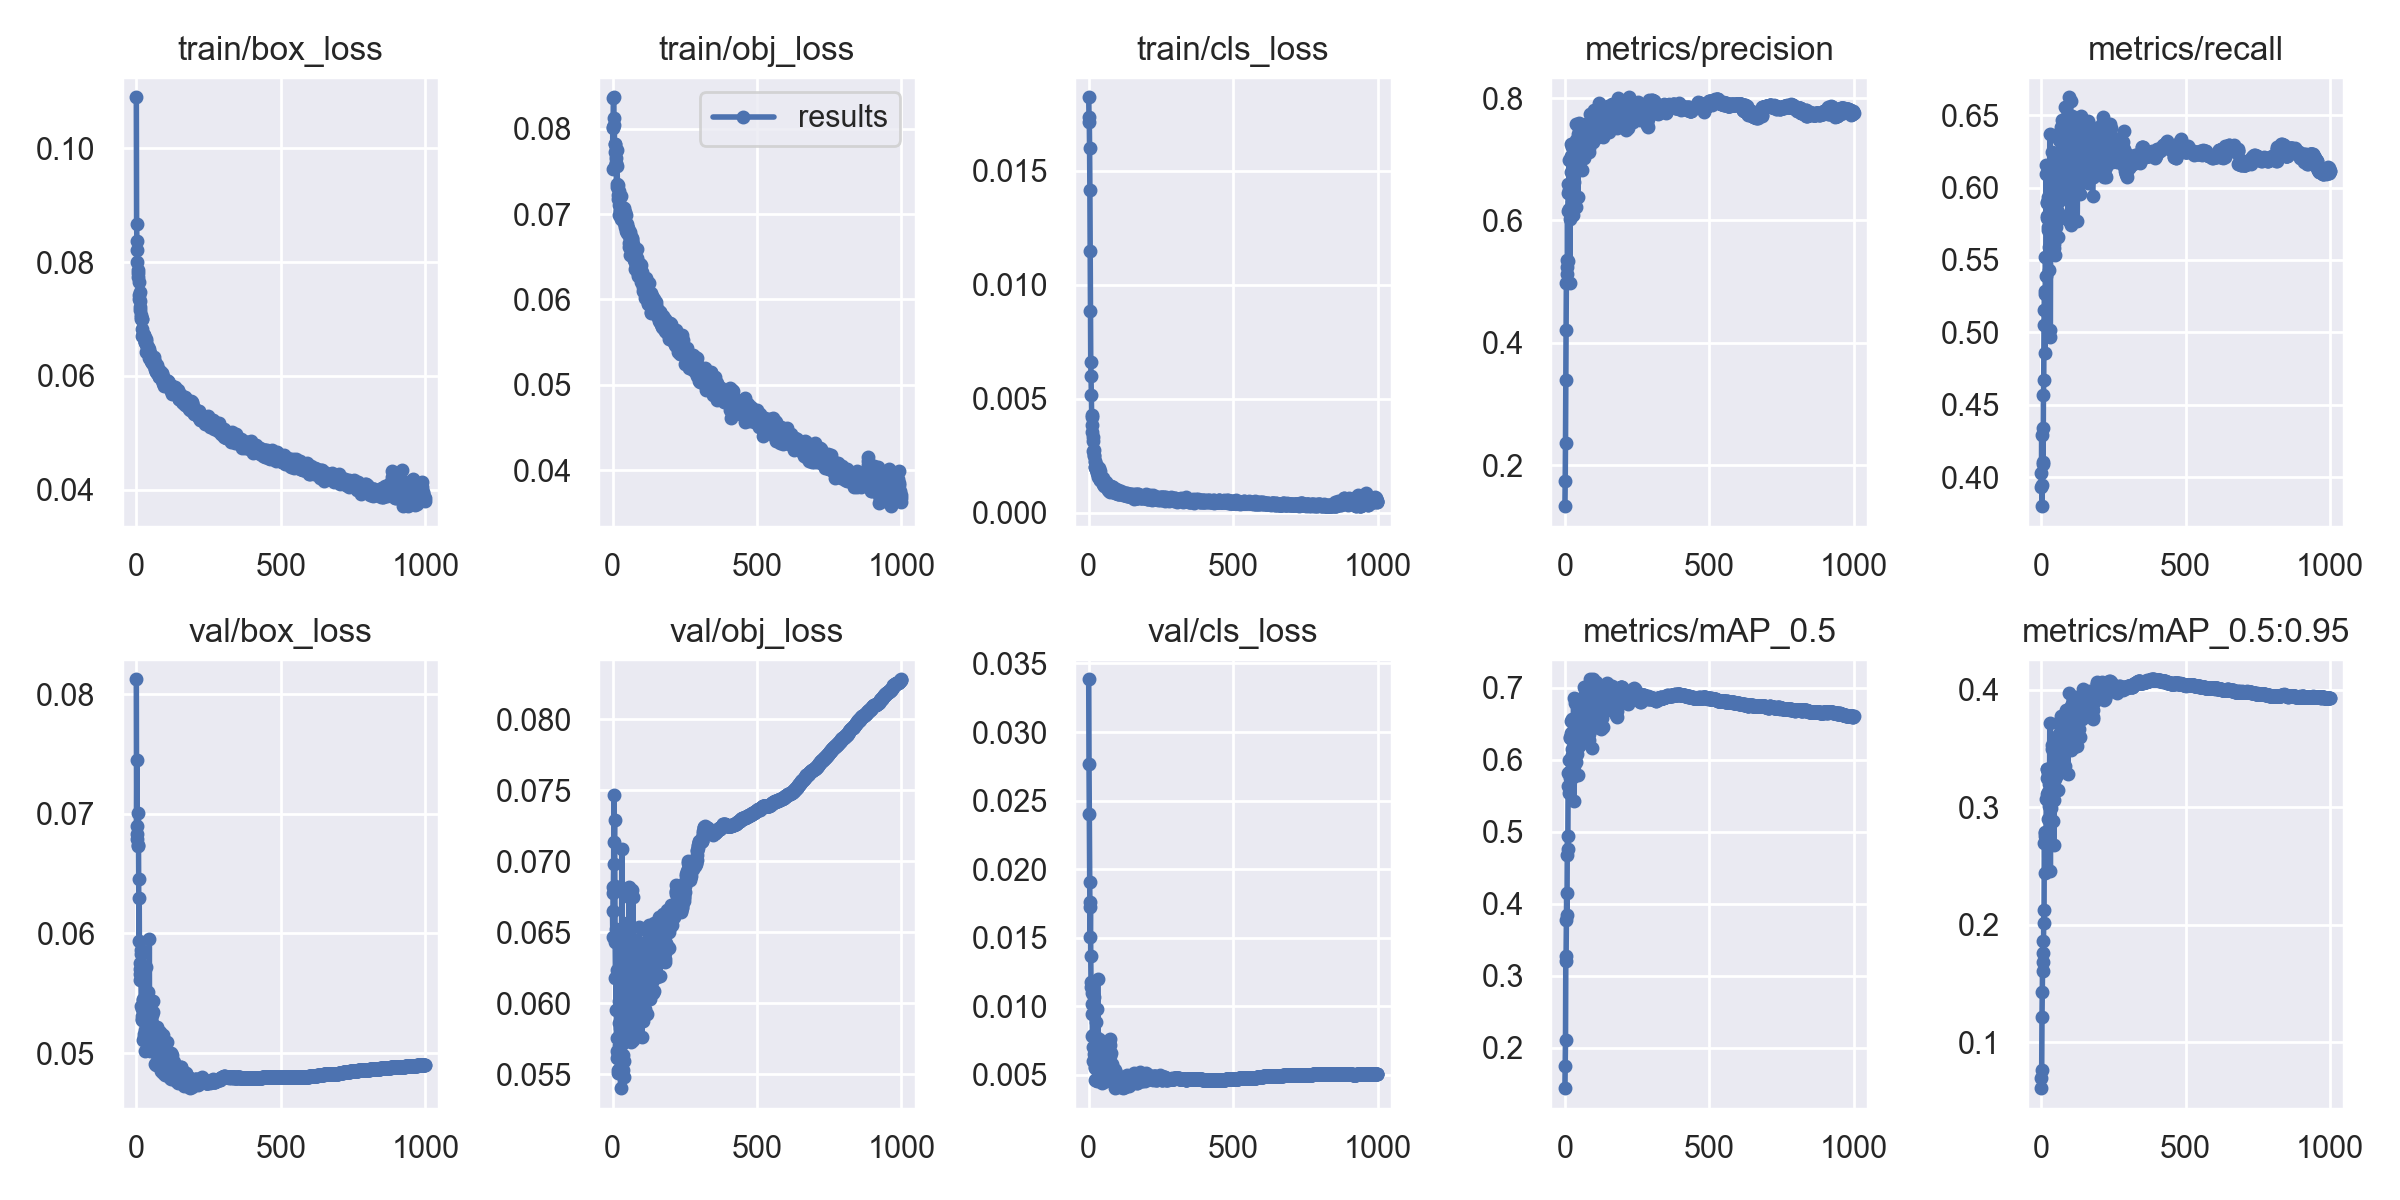 train/box_loss
0.10
0.08
0.06
0.04
0 500 1000
train/obj_loss
results
0.08
0.07
0.06
0.05
0.04
0 500 1000
train/cls_loss
0.015
0.010
0.005
0.000
0 500 1000
metrics/precision
0.8
0.6
0.4
0.2
0 500 1000
metrics/recall
0.65
0.60
0.55
0.50
0.45
0.40
0 500 1000
val/box_loss
0.08
0.07
0.06
0.05
0 500 1000
val/obj_loss
0.080
0.075
0.070
0.065
0.060
0.055
0 500 1000
val/cls_loss
0.035
0.030
0.025
0.020
0.015
0.010
0.005
0 500 1000
metrics/mAP_0.5
0.7
0.6
0.5
0.4
0.3
0.2
0 500 1000
metrics/mAP_0.5:0.95
0.4
0.3
0.2
0.1
0 500 1000